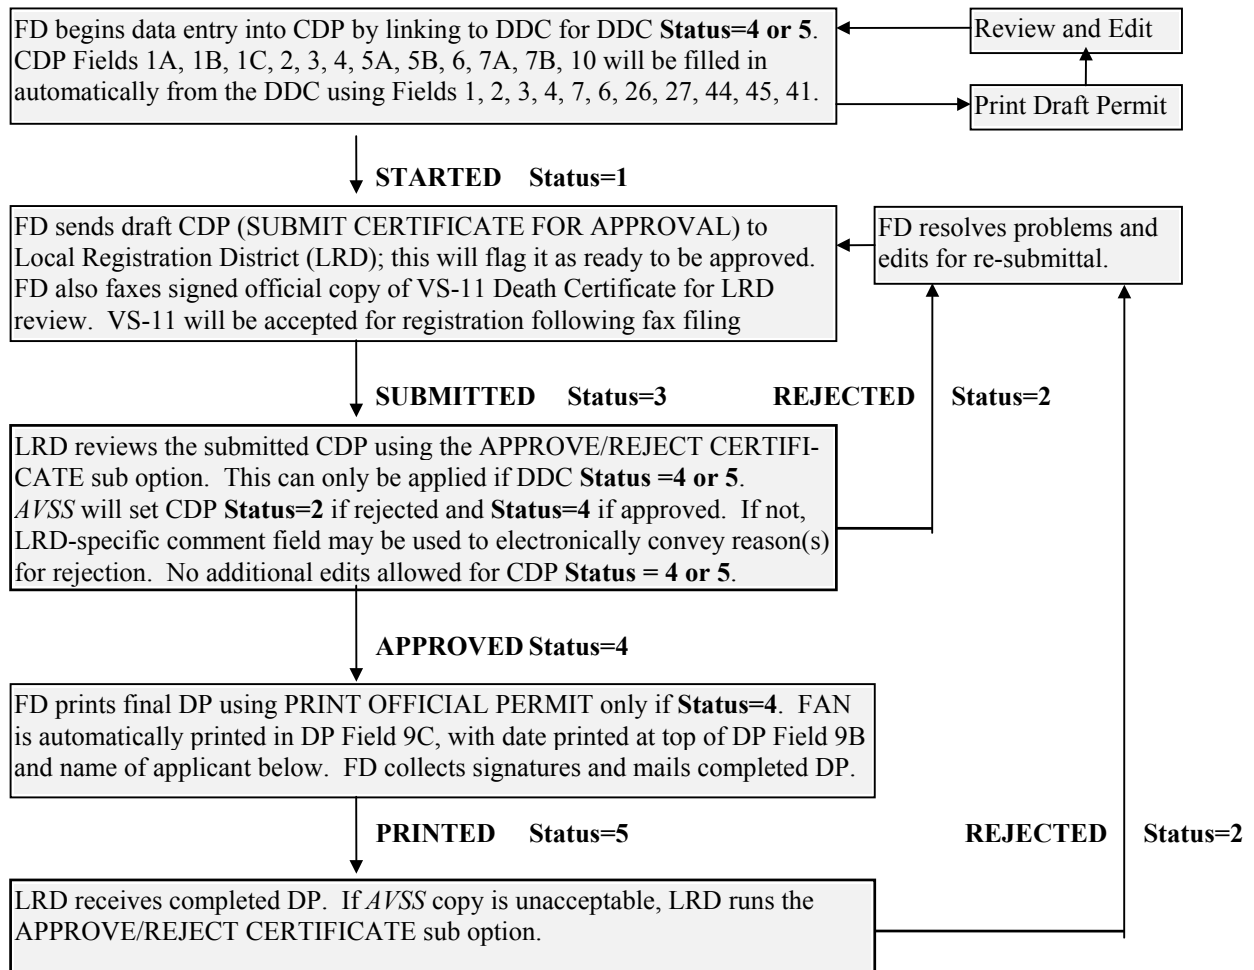 FD begins data entry into CDP by linking to DDC for DDC Status=4 or 5.
CDP Fields 1A, 1B, 1C, 2, 3, 4, 5A, 5B, 6, 7A, 7B, 10 will be filled in
automatically from the DDC using Fields 1, 2, 3, 4, 7, 6, 26, 27, 44, 45, 41.
Review and Edit
Print Draft Permit
STARTED Status=1
FD sends draft CDP (SUBMIT CERTIFICATE FOR APPROVAL) to
Local Registration District (LRD); this will flag it as ready to be approved.
FD also faxes signed official copy of VS-11 Death Certificate for LRD
review. VS-11 will be accepted for registration following fax filing
FD resolves problems and
edits for re-submittal.
SUBMITTED Status=3
REJECTED Status=2
LRD reviews the submitted CDP using the APPROVE/REJECT CERTIFI-
CATE sub option. This can only be applied if DDC Status =4 or 5.
AVSS will set CDP Status=2 if rejected and Status=4 if approved. If not,
LRD-specific comment field may be used to electronically convey reason(s)
for rejection. No additional edits allowed for CDP Status = 4 or 5.
APPROVED Status=4
FD prints final DP using PRINT OFFICIAL PERMIT only if Status=4. FAN
is automatically printed in DP Field 9C, with date printed at top of DP Field 9B
and name of applicant below. FD collects signatures and mails completed DP.
PRINTED Status=5
REJECTED Status=2
LRD receives completed DP. If AVSS copy is unacceptable, LRD runs the
APPROVE/REJECT CERTIFICATE sub option.